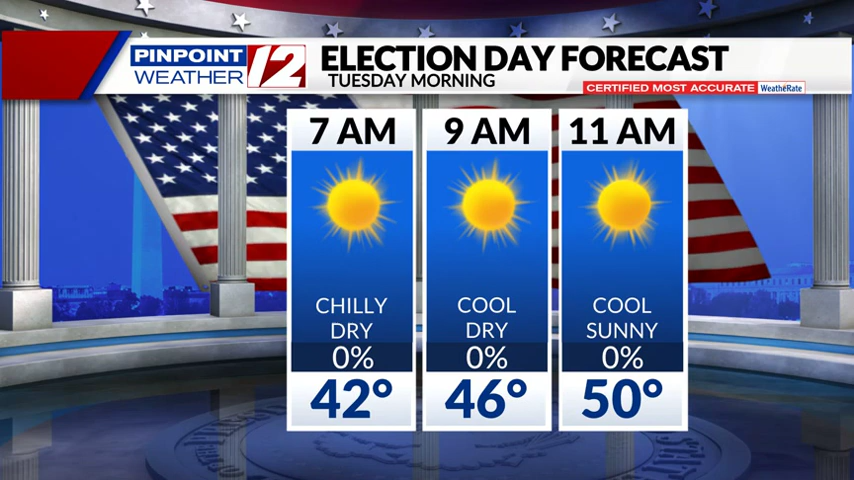 PINPOINT
WEATHER
12
ELECTION DAY FORECAST
TUESDAY MORNING
CERTIFIED MOST ACCURATE
WeatheRate
7 AM
CHILLY
DRY
0%
42°
9 AM
COOL
DRY
0%
46°
11 AM
COOL
SUNNY
0%
50°